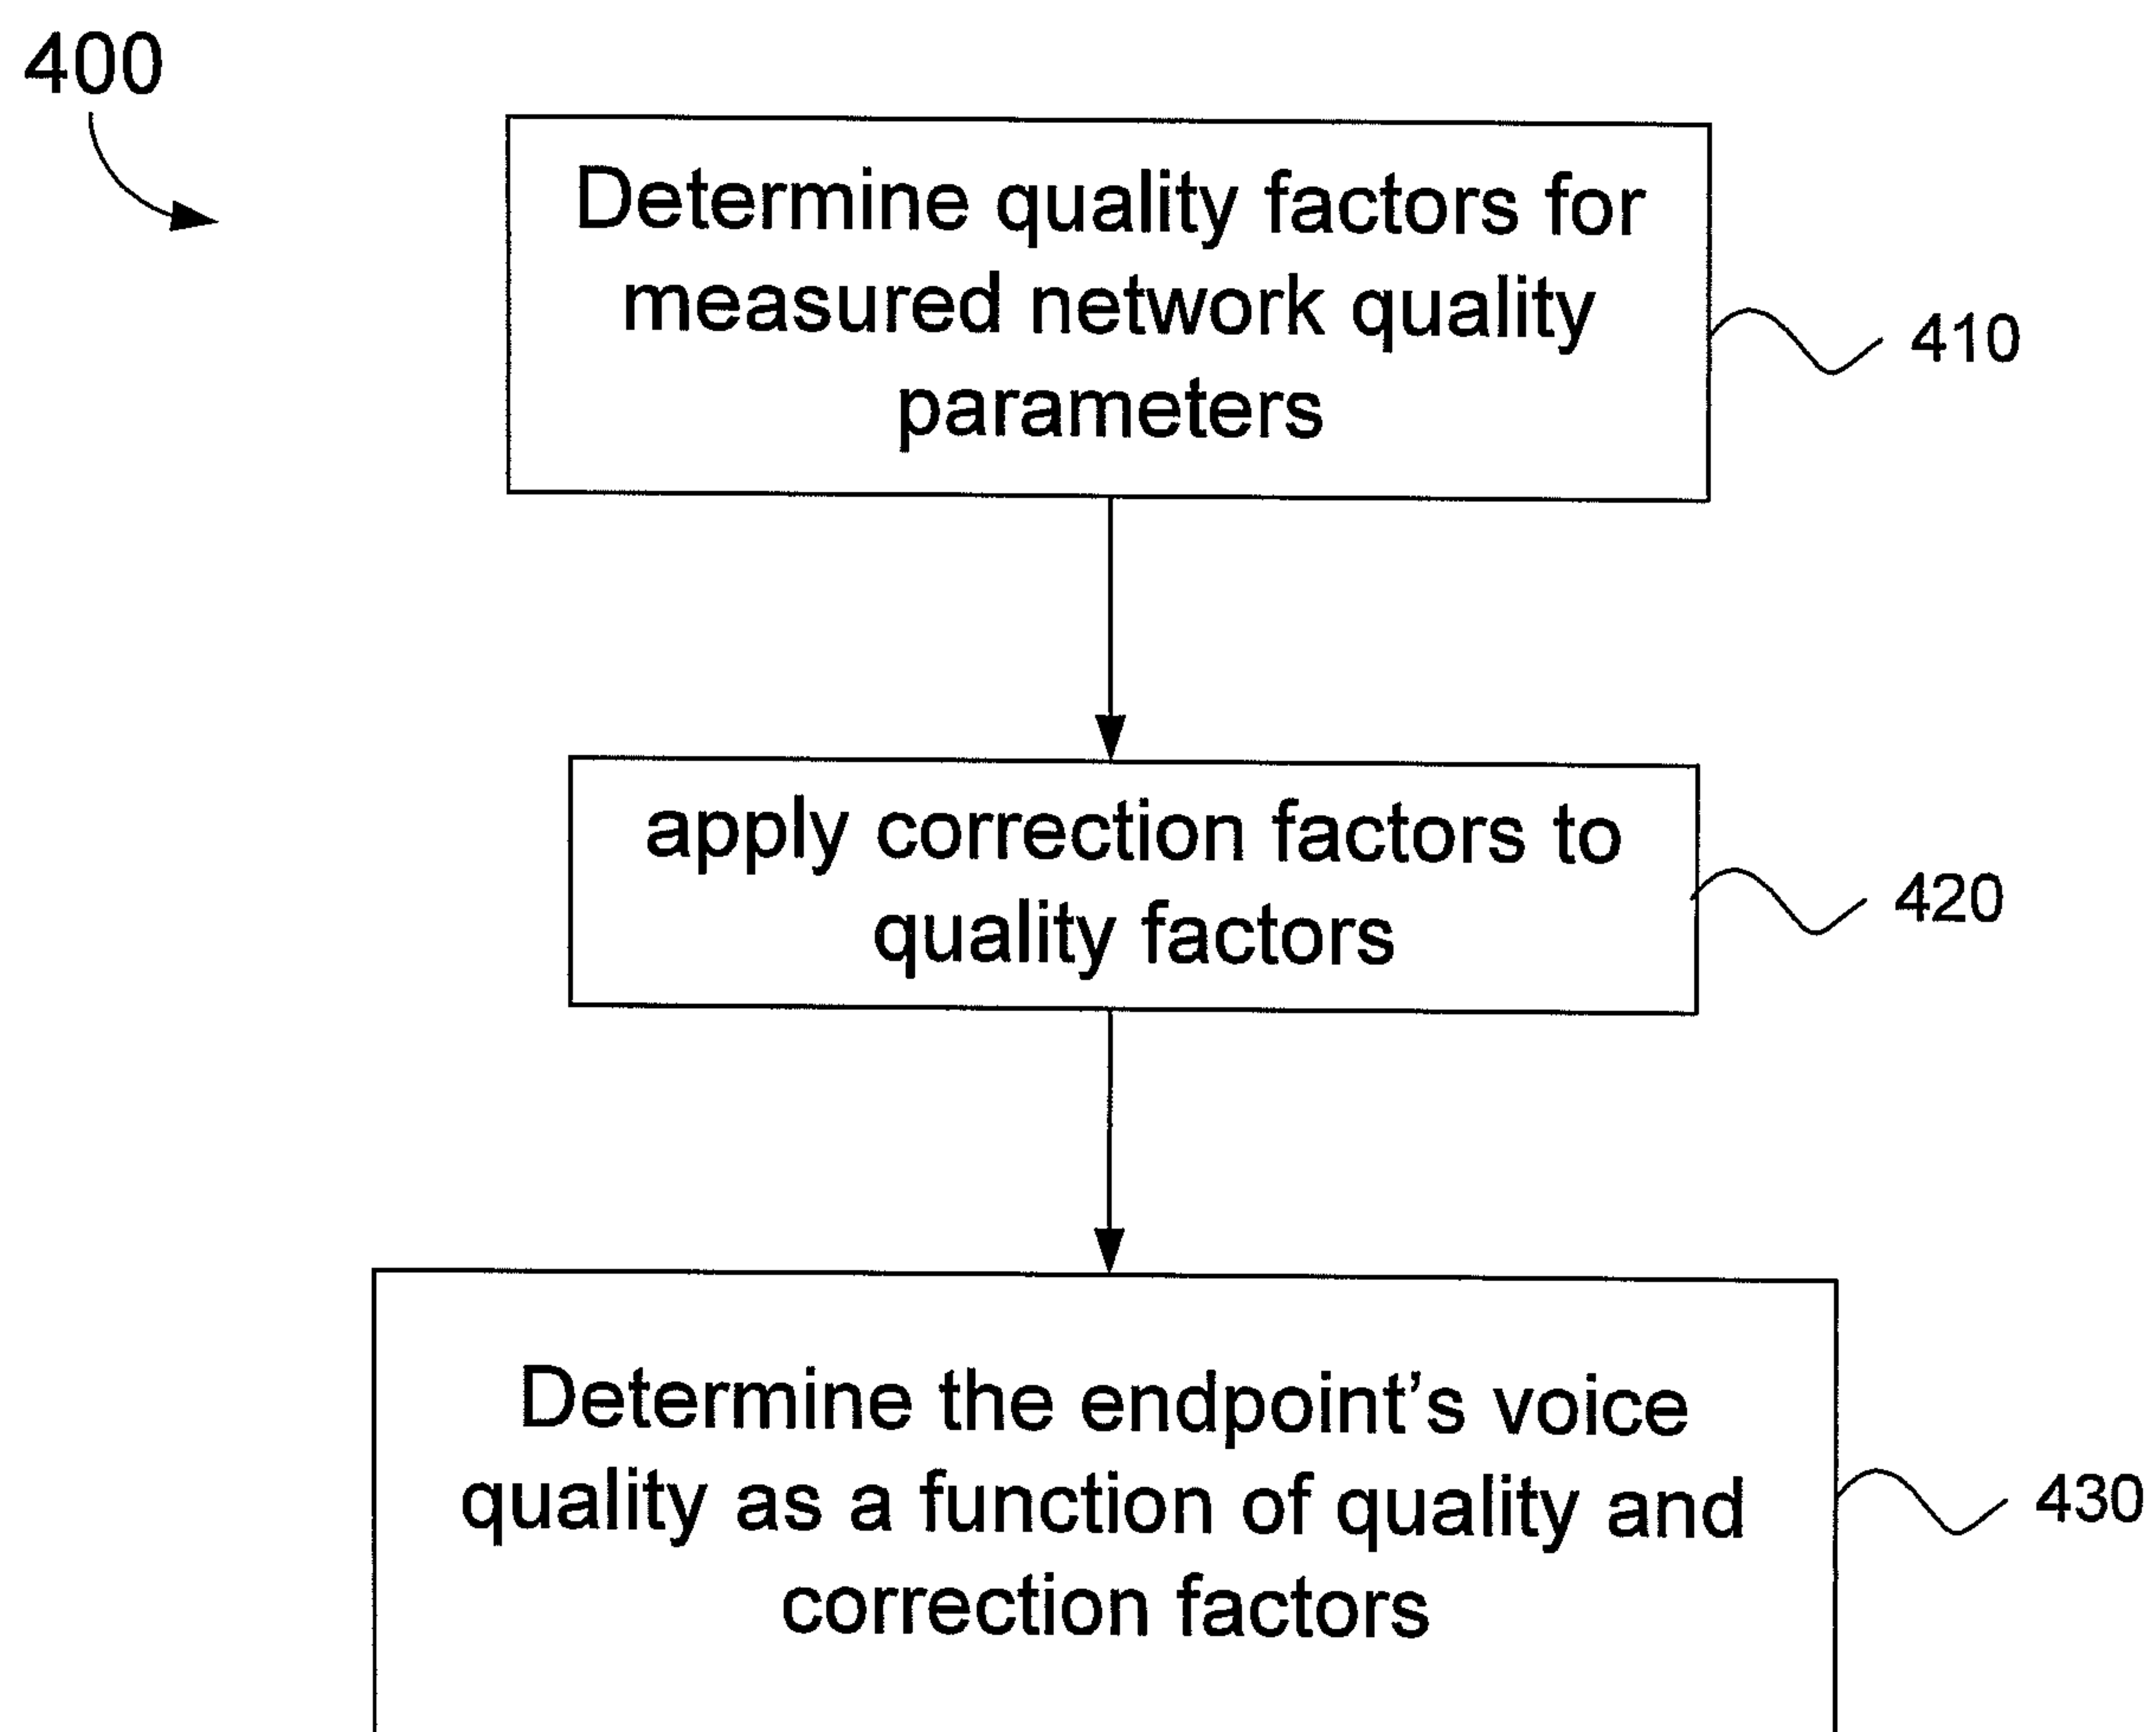 400
Determine quality factors for
measured network quality
parameters
410
apply correction factors to
quality factors
420
Determine the endpoint’s voice
quality as a function of quality and
correction factors
430